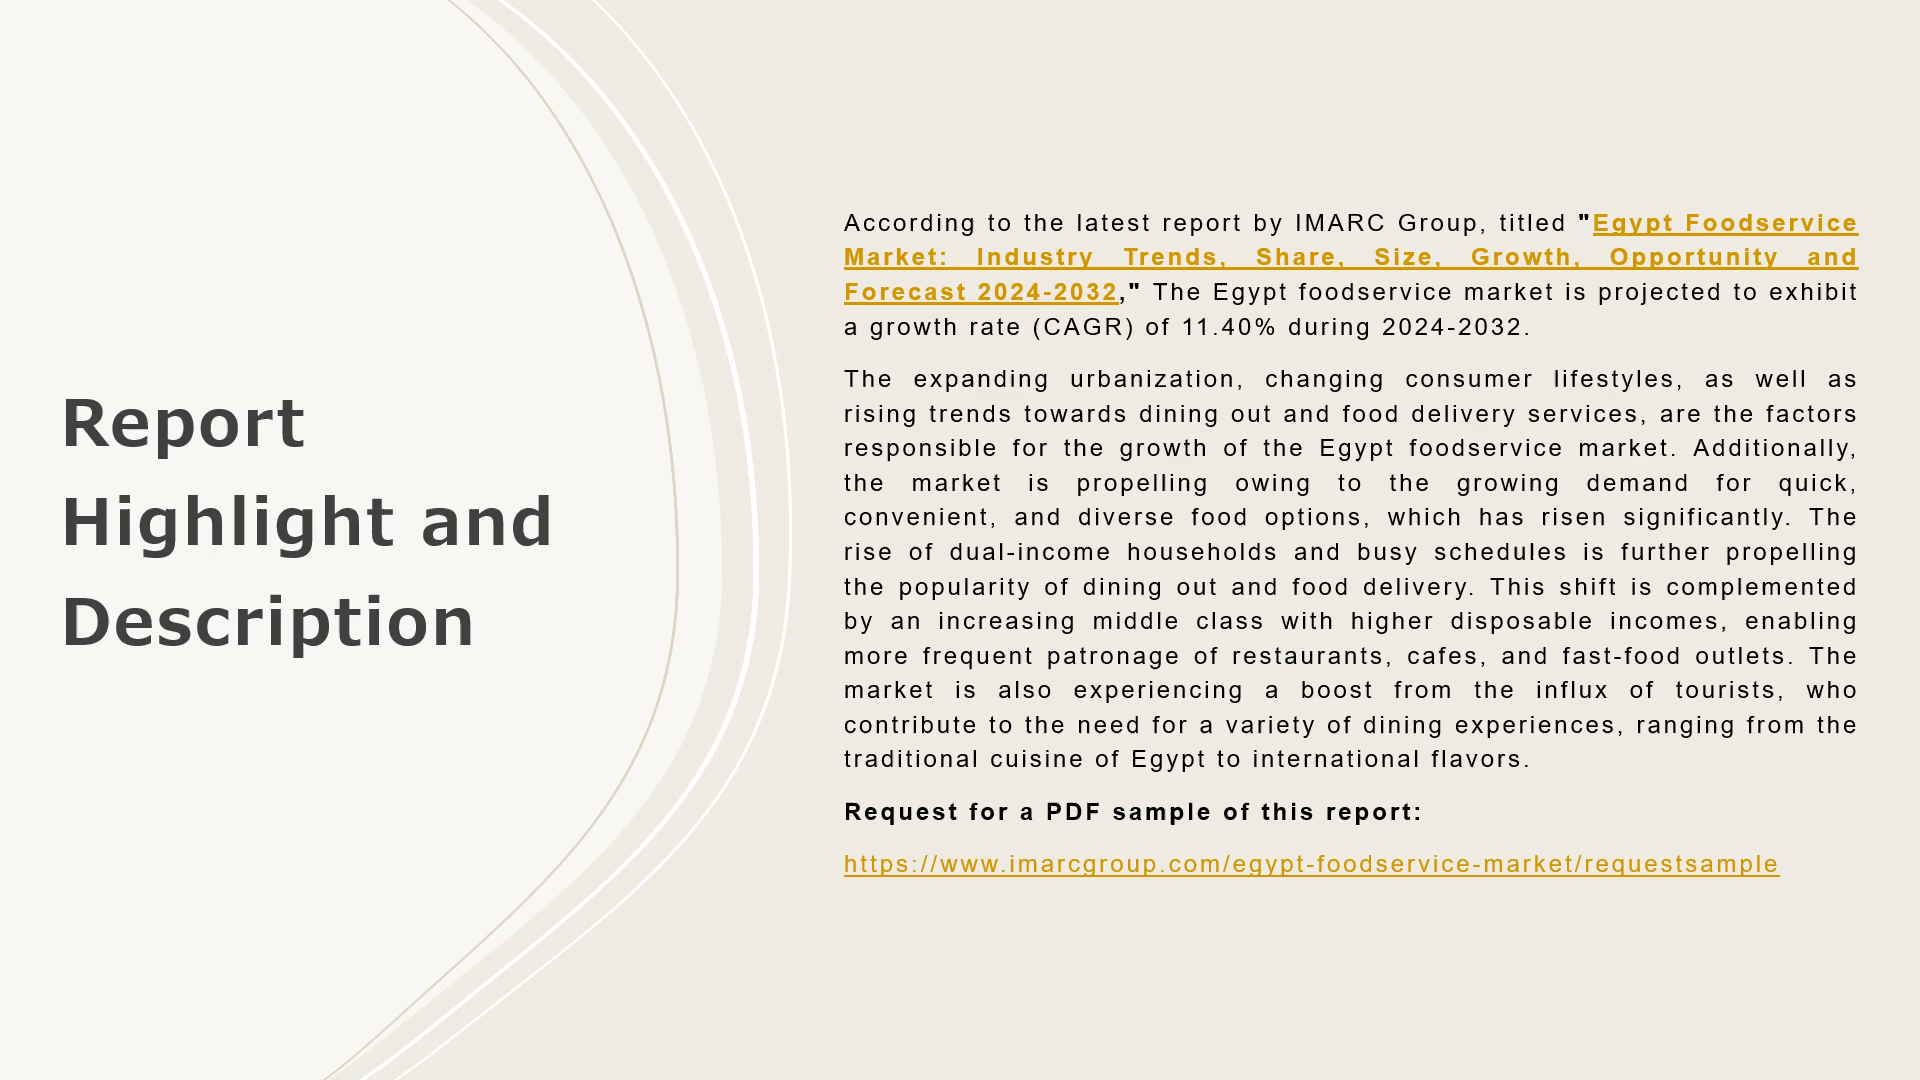 Report
Highlight and
Description
According to the latest report by IMARC Group, titled "Egypt Foodservice
Market: Industry Trends, Share, Size, Growth, Opportunity and
Forecast 2024-2032," The Egypt foodservice market is projected to exhibit
a growth rate (CAGR) of 11.40% during 2024-2032.
The expanding urbanization, changing consumer lifestyles, as well as
rising trends towards dining out and food delivery services, are the factors
responsible for the growth of the Egypt foodservice market. Additionally,
the market is propelling owing to the growing demand for quick,
convenient, and diverse food options, which has risen significantly. The
rise of dual-income households and busy schedules is further propelling
the popularity of dining out and food delivery. This shift is complemented
by an increasing middle class with higher disposable incomes, enabling
more frequent patronage of restaurants, cafes, and fast-food outlets. The
market is also experiencing a boost from the influx of tourists, who
contribute to the need for a variety of dining experiences, ranging from the
traditional cuisine of Egypt to international flavors.
Request for a PDF sample of this report:
https://www.imarcgroup.com/egypt-foodservice-market/requestsample